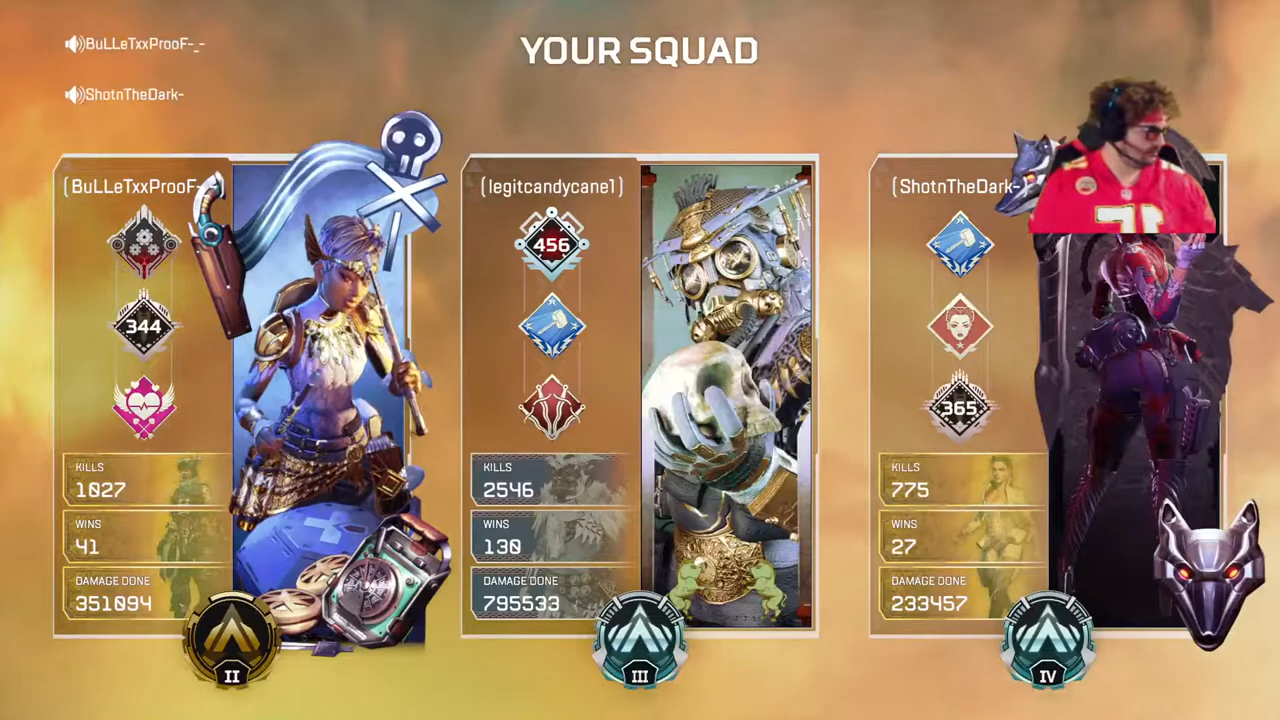 BuLLeTxxProoF-_-
YOUR SQUAD
ShotnTheDark-
(BuLLeTxxProoF-
344
KILLS
1027
WINS
41
DAMAGE DONE
351094
II
(legitcandycane1)
456
KILLS
2546
WINS
130
DAMAGE DONE
795533
III
(ShotnTheDark-)
365
KILLS
775
WINS
27
DAMAGE DONE
233457
IV